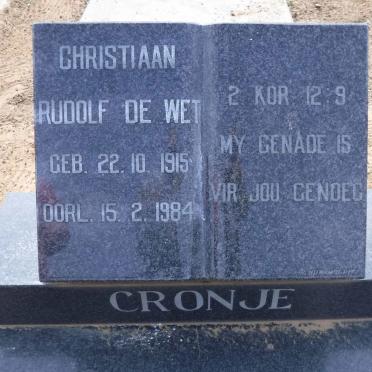 CHRISTIAAN
RUDOLF DE WET
GEB. 22. 10. 1915
OORL. 15. 2. 1984
2 KOR. 12:9
MY GENADE IS
VIR JOU GENOEG
CRONJE